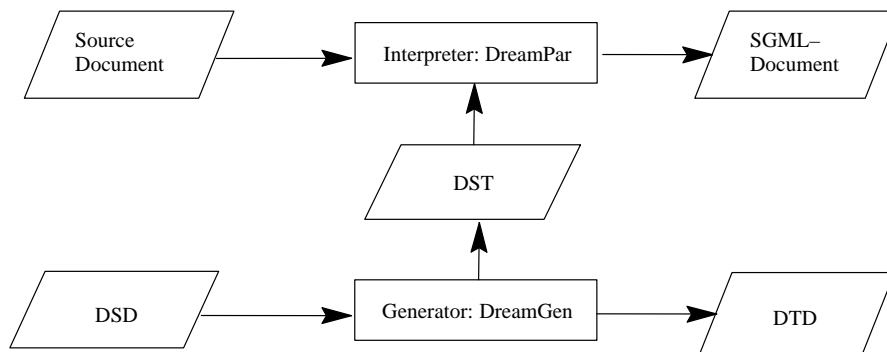 Source
Document
Interpreter: DreamPar
SGML–
Document
DST
DSD
Generator: DreamGen
DTD